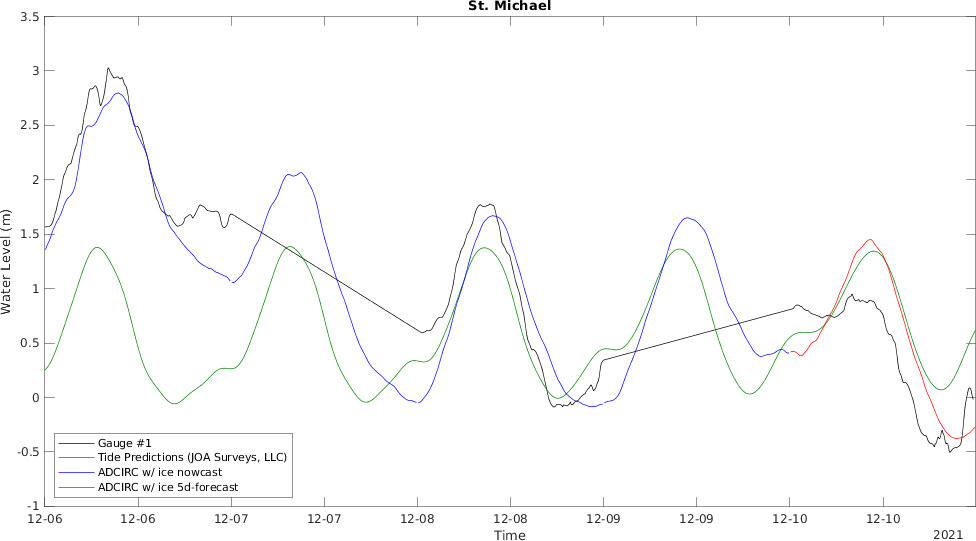 St. Michael
3.5
3
2.5
2
1.5
1
0.5
0
-0.5
-1
Water Level (m)
Gauge #1
Tide Predictions (JOA Surveys, LLC)
ADCIRC w/ ice nowcast
ADCIRC w/ ice 5d-forecast
12-06 12-06 12-07 12-07 12-08 12-08 12-09 12-09 12-10 12-10
Time
2021